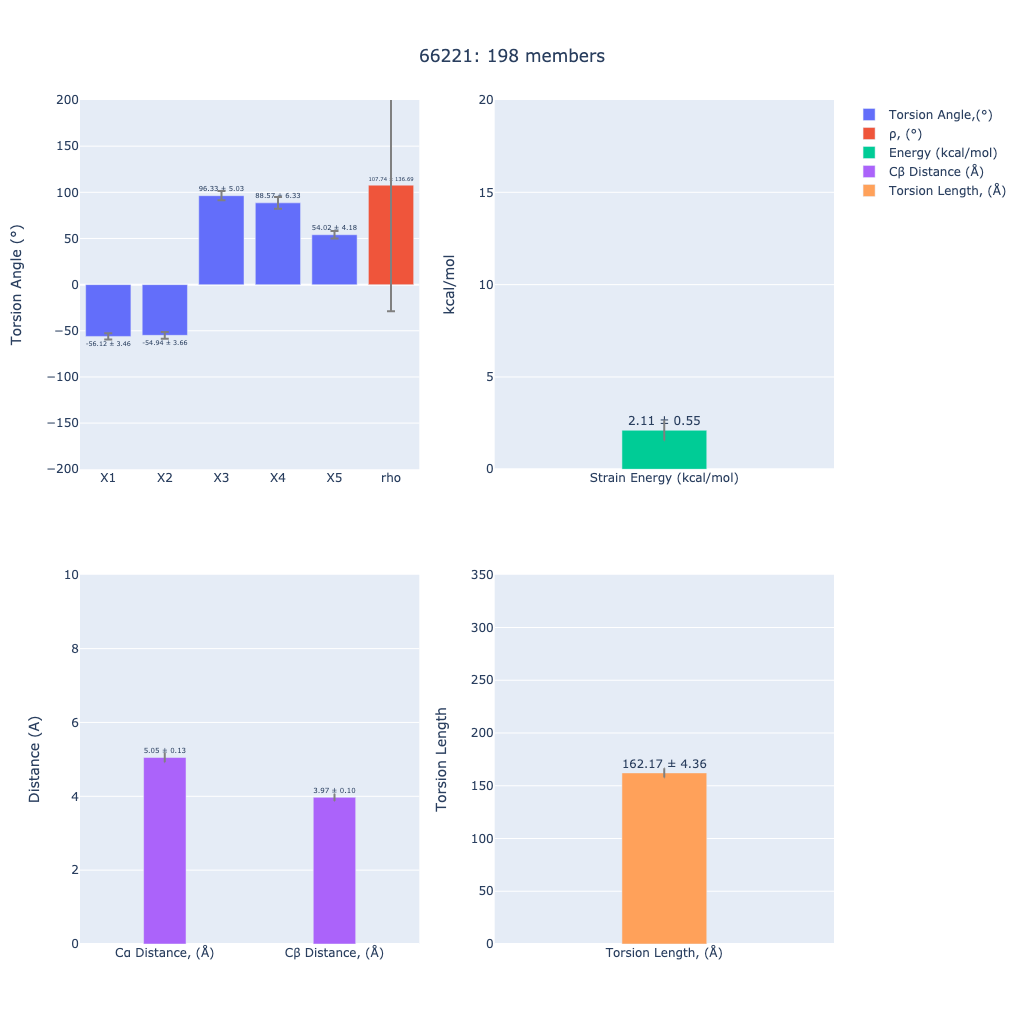 66221: 198 members
Torsion Angle (°)
200
150
100
50
0
−50
−100
−150
−200
-56.12 ± 3.46
-54.94 ± 3.66
96.33 ± 5.03
88.57 ± 6.33
54.02 ± 4.18
107.74 ± 136.69
X1 X2 X3 X4 X5 rho
kcal/mol
20
15
10
5
0
2.11 ± 0.55
Strain Energy (kcal/mol)
Torsion Angle,(°)
ρ, (°)
Energy (kcal/mol)
Cβ Distance (Å)
Torsion Length, (Å)
Distance (A)
10
8
6
4
2
0
5.05 ± 0.13
3.97 ± 0.10
Cα Distance, (Å) Cβ Distance, (Å)
Torsion Length
350
300
250
200
150
100
50
0
162.17 ± 4.36
Torsion Length, (Å)